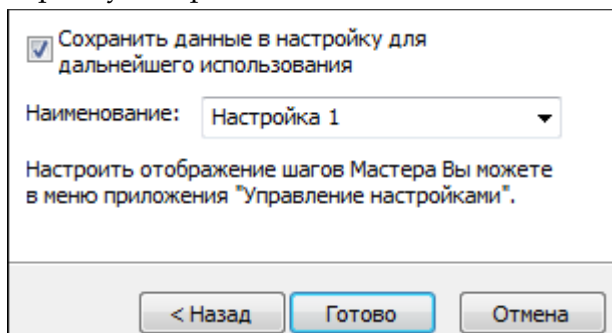 Сохранить данные в настройку для
дальнейшего использования
Наименование: Настройка 1
Настроить отображение шагов Мастера Вы можете
в меню приложения "Управление настройками".
< Назад Готово Отмена